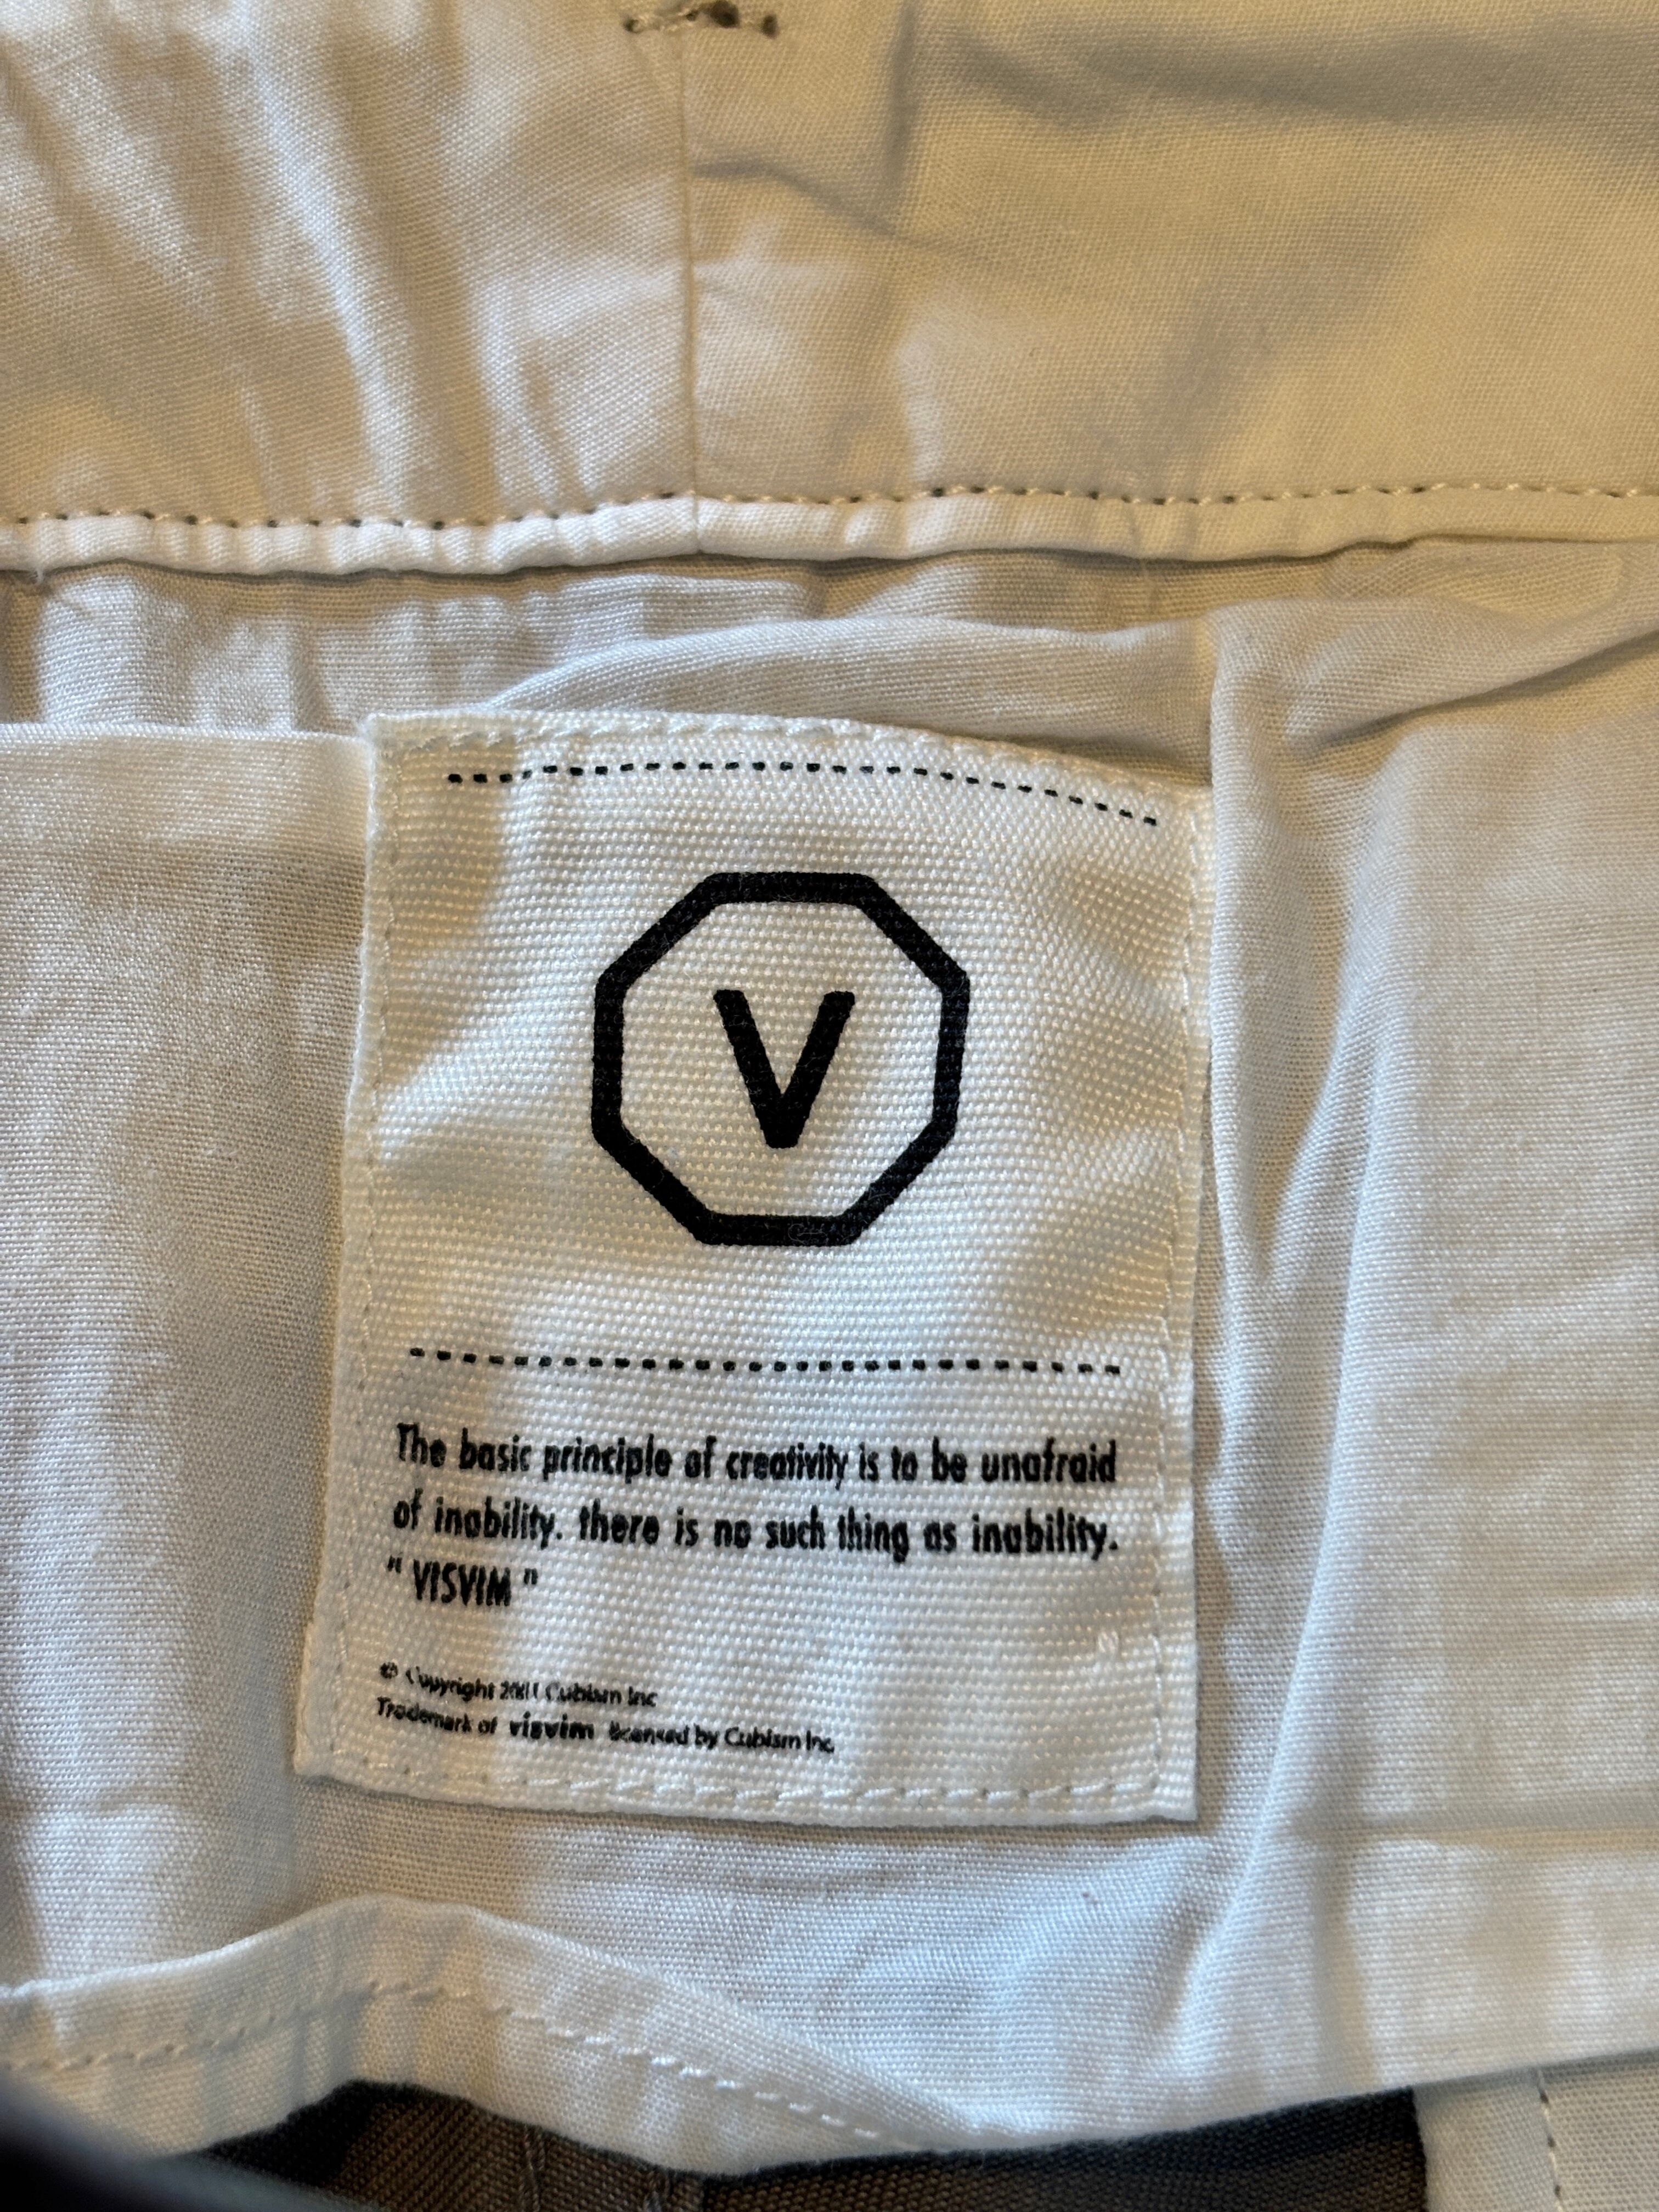 V
The basic principle of creativity is to be unafraid
of inability. there is no such thing as inability.
" VISVIM "
© Copyright 2011 Cubism Inc
Trademark of visvim licensed by Cubism Inc.